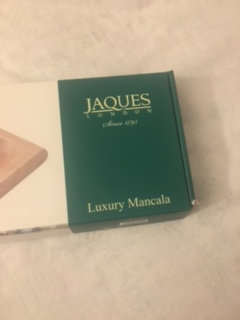 JAQUES
LONDON
Since 1795
Luxury Mancala